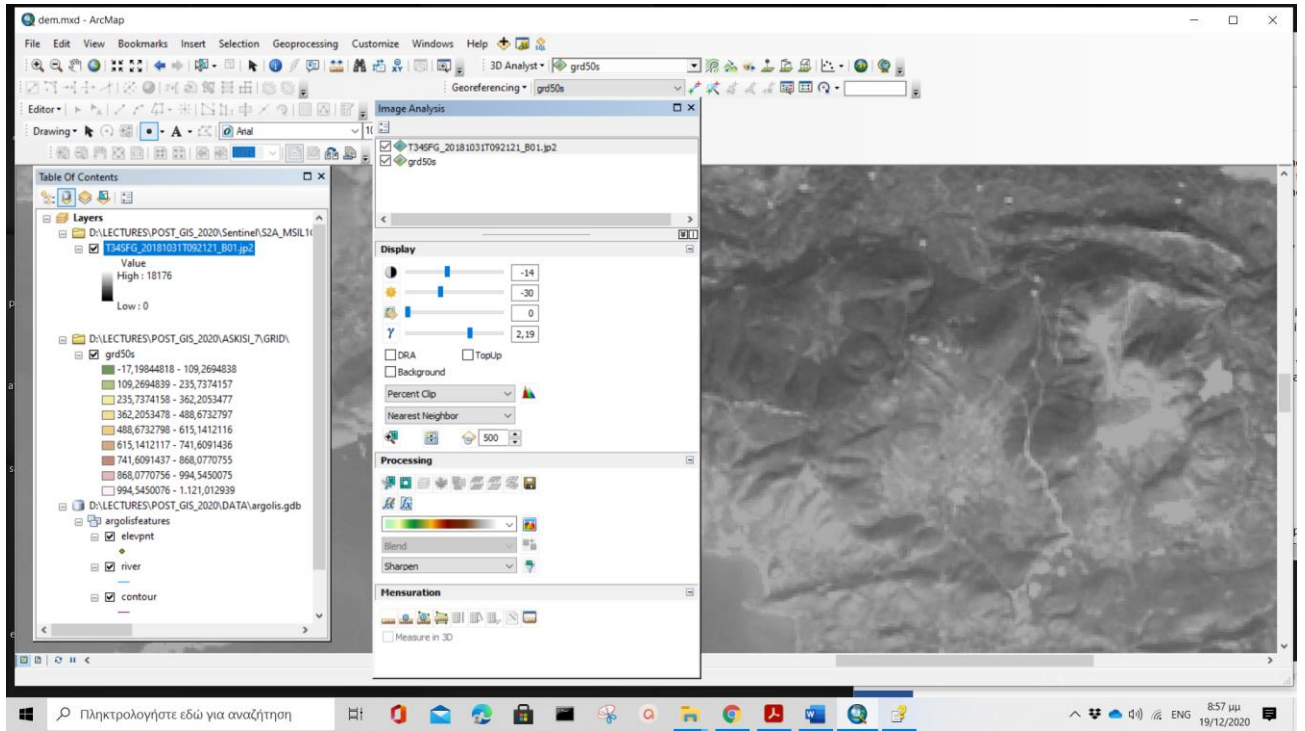 dem.mxd - ArcMap
File Edit View Bookmarks Insert Selection Geoprocessing Customize Windows Help
3D Analyst grd50s
Georeferencing grd50s
Editor
Drawing A Arial 10
Image Analysis
T34SFG_20181031T092121_B01.jp2
grd50s
Table Of Contents
Layers
D:\LECTURES\POST_GIS_2020\Sentinel\S2A_MSIL1
T34SFG_20181031T092121_B01.jp2
Value
High : 18176
Low : 0
D:\LECTURES\POST_GIS_2020\ASKISI_7\GRID\
grd50s
-17,19844818 - 109,2694838
109,2694839 - 235,7374157
235,7374158 - 362,2053477
362,2053478 - 488,6732797
488,6732798 - 615,1412116
615,1412117 - 741,6091436
741,6091437 - 868,0770755
868,0770756 - 994,5450075
994,5450076 - 1.121,012939
D:\LECTURES\POST_GIS_2020\DATA\argolis.gdb
argolisfeatures
elevpnt
river
contour
Display
-14
-30
0
γ 2,19
DRA TopUp
Background
Percent Clip
Nearest Neighbor
500
Processing
Blend
Sharpen
Mensuration
Measure in 3D
Πληκτρολογήστε εδώ για αναζήτηση
ENG
8:57 μμ
19/12/2020